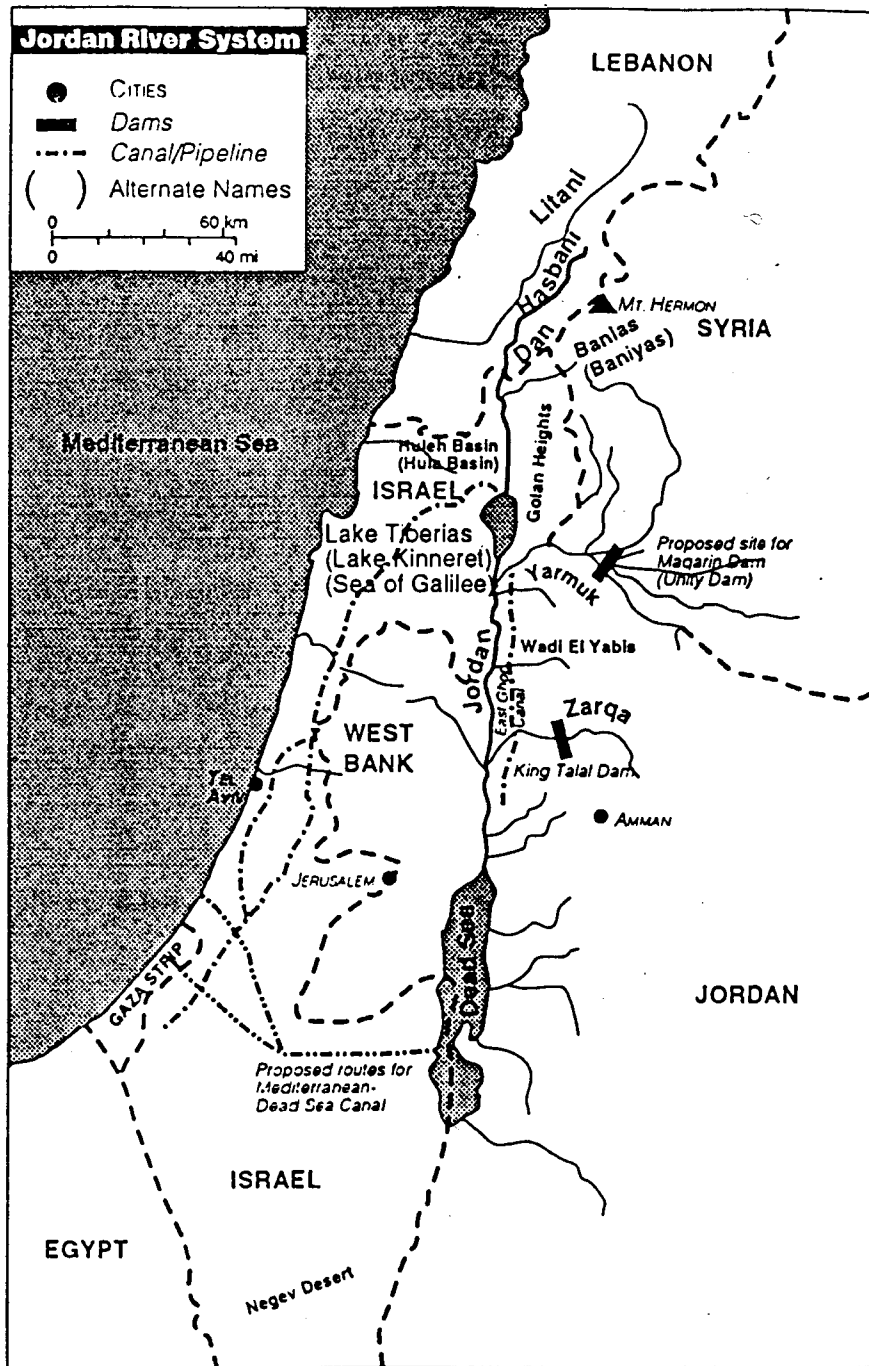 Jordan River System
CITIES
Dams
Canal/Pipeline
( ) Alternate Names
0 60 km
0 40 mi
LEBANON
Litani
Hasbani
Dan
MT. HERMON
SYRIA
Banias
(Baniyas)
Mediterranean Sea
Huleh Basin
(Hula Basin)
ISRAEL
Golan Heights
Lake Tiberias
(Lake Kinneret)
(Sea of Galilee)
Yarmuk
Proposed site for
Maqarin Dam
(Unity Dam)
Jordan
Wadi El Yabis
East Ghor
Canal
Zarqa
WEST
BANK
King Talal Dam
TEL
AVIV
AMMAN
JERUSALEM
Dead Sea
GAZA STRIP
JORDAN
Proposed routes for
Mediterranean-
Dead Sea Canal
ISRAEL
EGYPT
Negev Desert